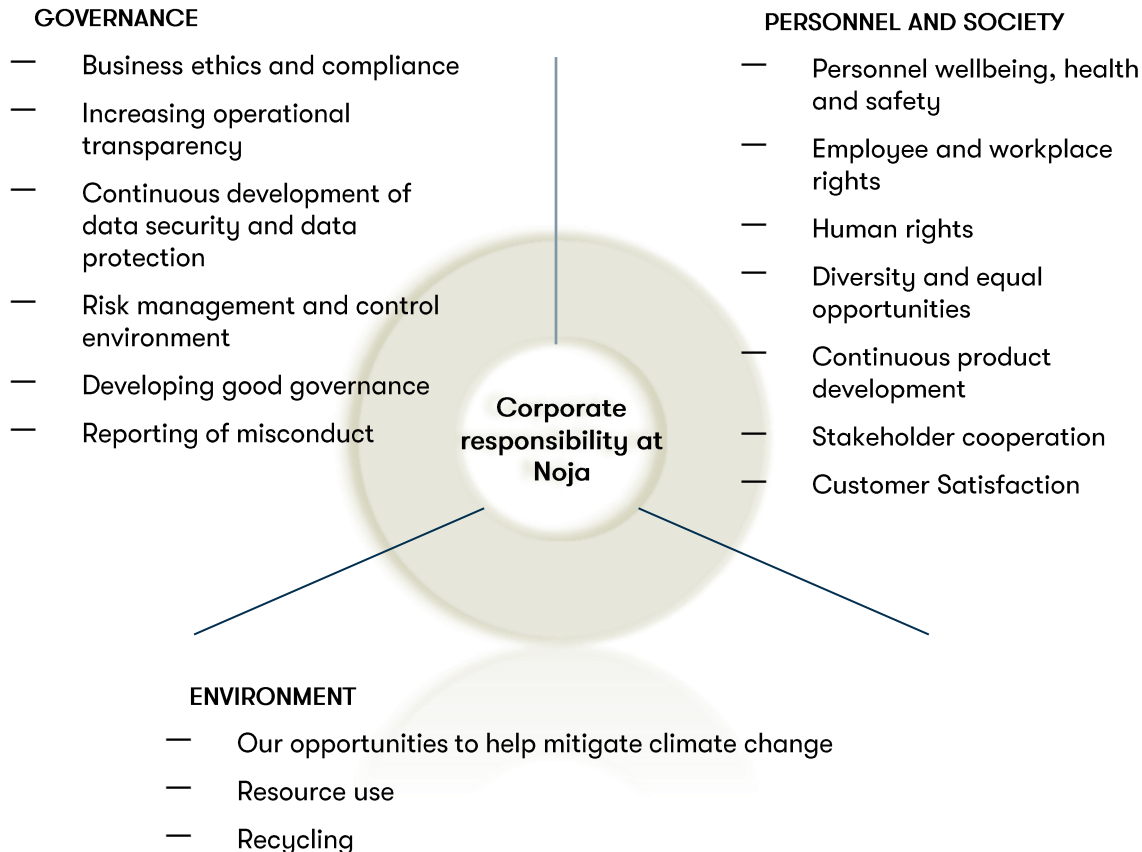 GOVERNANCE
— Business ethics and compliance
— Increasing operational
transparency
— Continuous development of
data security and data
protection
— Risk management and control
environment
— Developing good governance
— Reporting of misconduct
PERSONNEL AND SOCIETY
— Personnel wellbeing, health
and safety
— Employee and workplace
rights
— Human rights
— Diversity and equal
opportunities
— Continuous product
development
— Stakeholder cooperation
— Customer Satisfaction
Corporate
responsibility at
Noja
ENVIRONMENT
— Our opportunities to help mitigate climate change
— Resource use
— Recycling